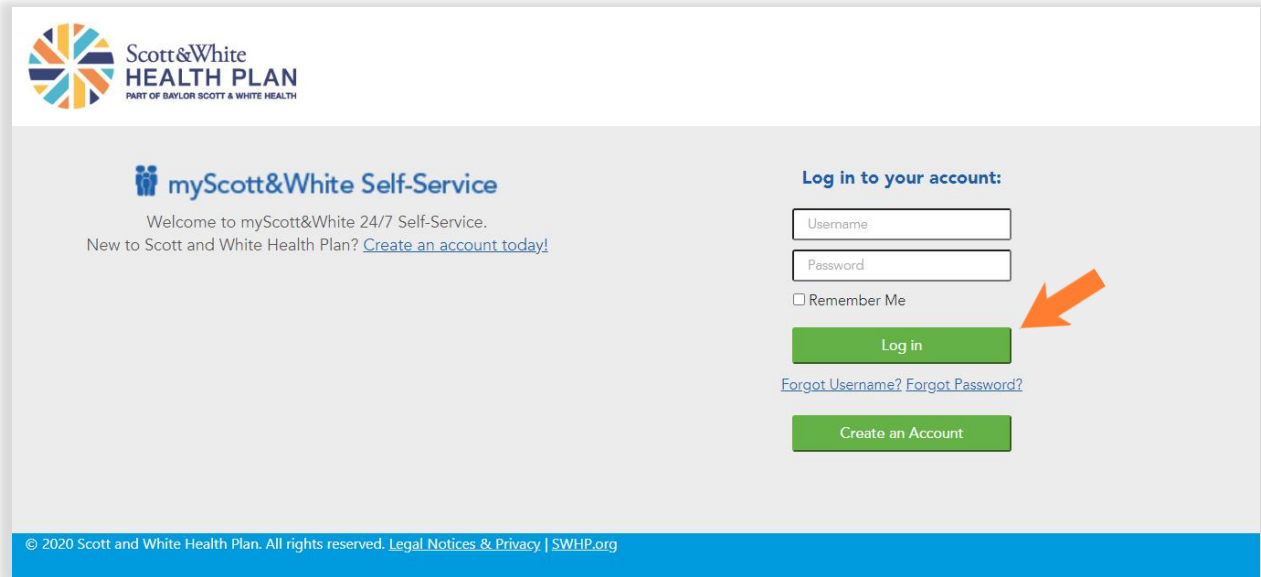 Scott&White
HEALTH PLAN
PART OF BAYLOR SCOTT & WHITE HEALTH
myScott&White Self-Service
Welcome to myScott&White 24/7 Self-Service.
New to Scott and White Health Plan? Create an account today!
Log in to your account:
Username
Password
Remember Me
Log in
Forgot Username? Forgot Password?
Create an Account
© 2020 Scott and White Health Plan. All rights reserved. Legal Notices & Privacy | SWHP.org